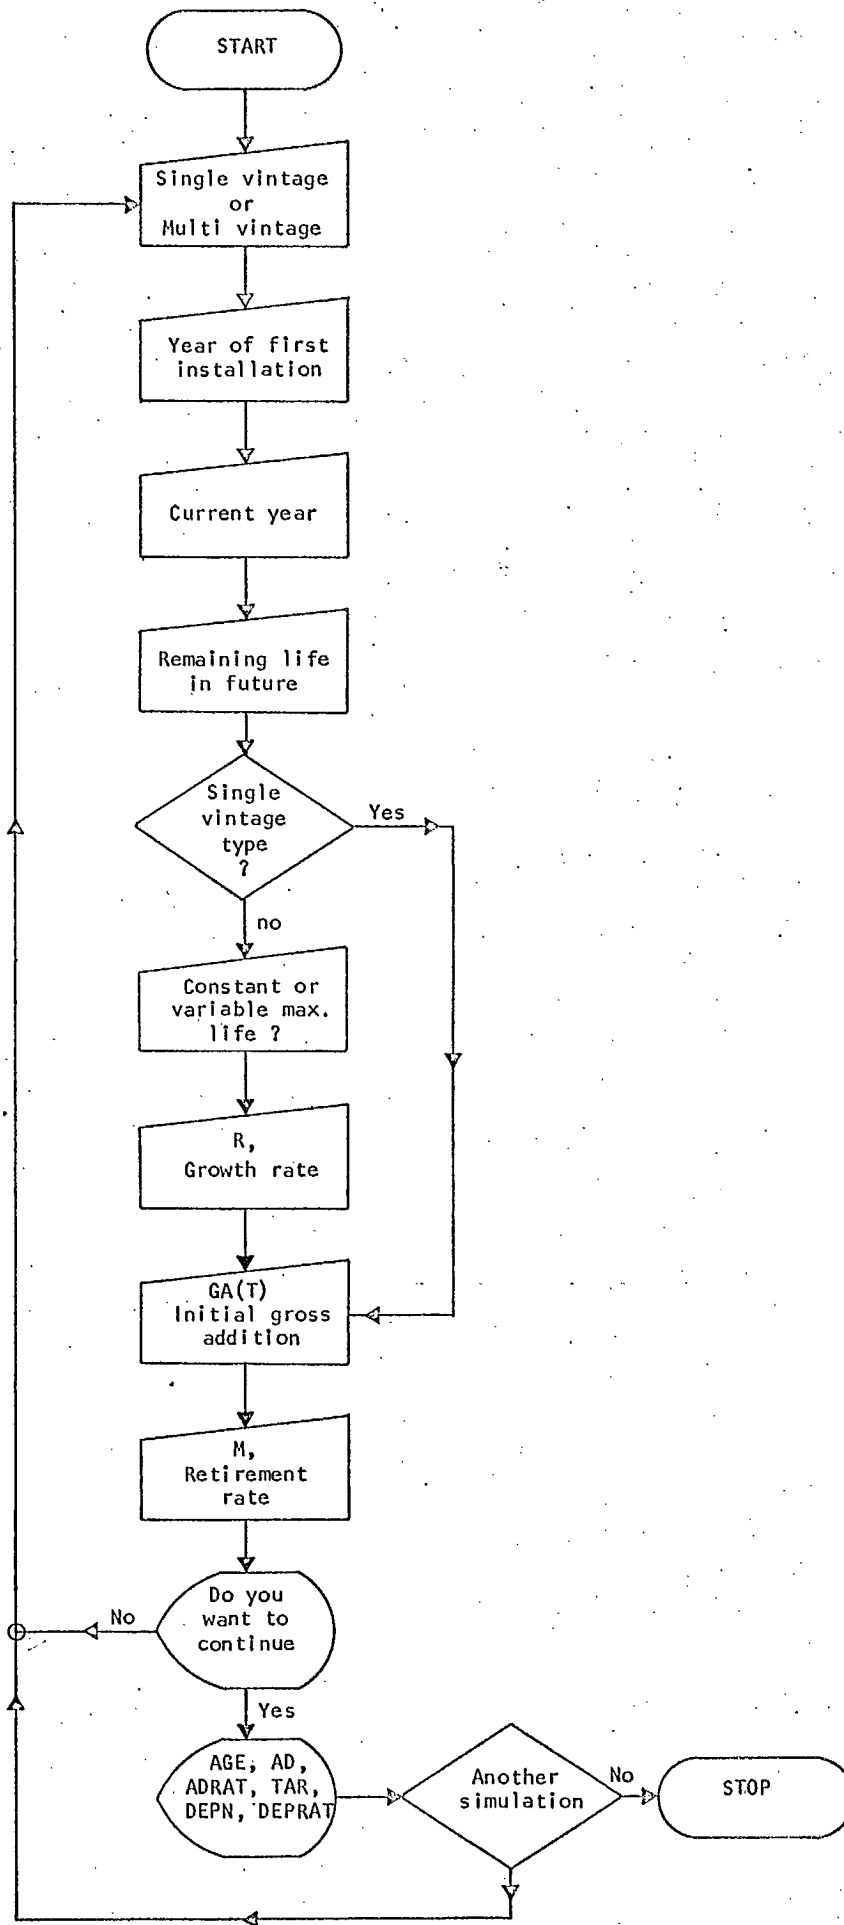 START
Single vintage
or
Multi vintage
Year of first
installation
Current year
Remaining life
in future
Single
vintage
type
?
Yes
no
Constant or
variable max.
life ?
R,
Growth rate
GA(T)
Initial gross
addition
M,
Retirement
rate
Do you
want to
continue
No
Yes
AGE, AD,
ADRAT, TAR,
DEPN, DEPRAT
Another
simulation
No
STOP